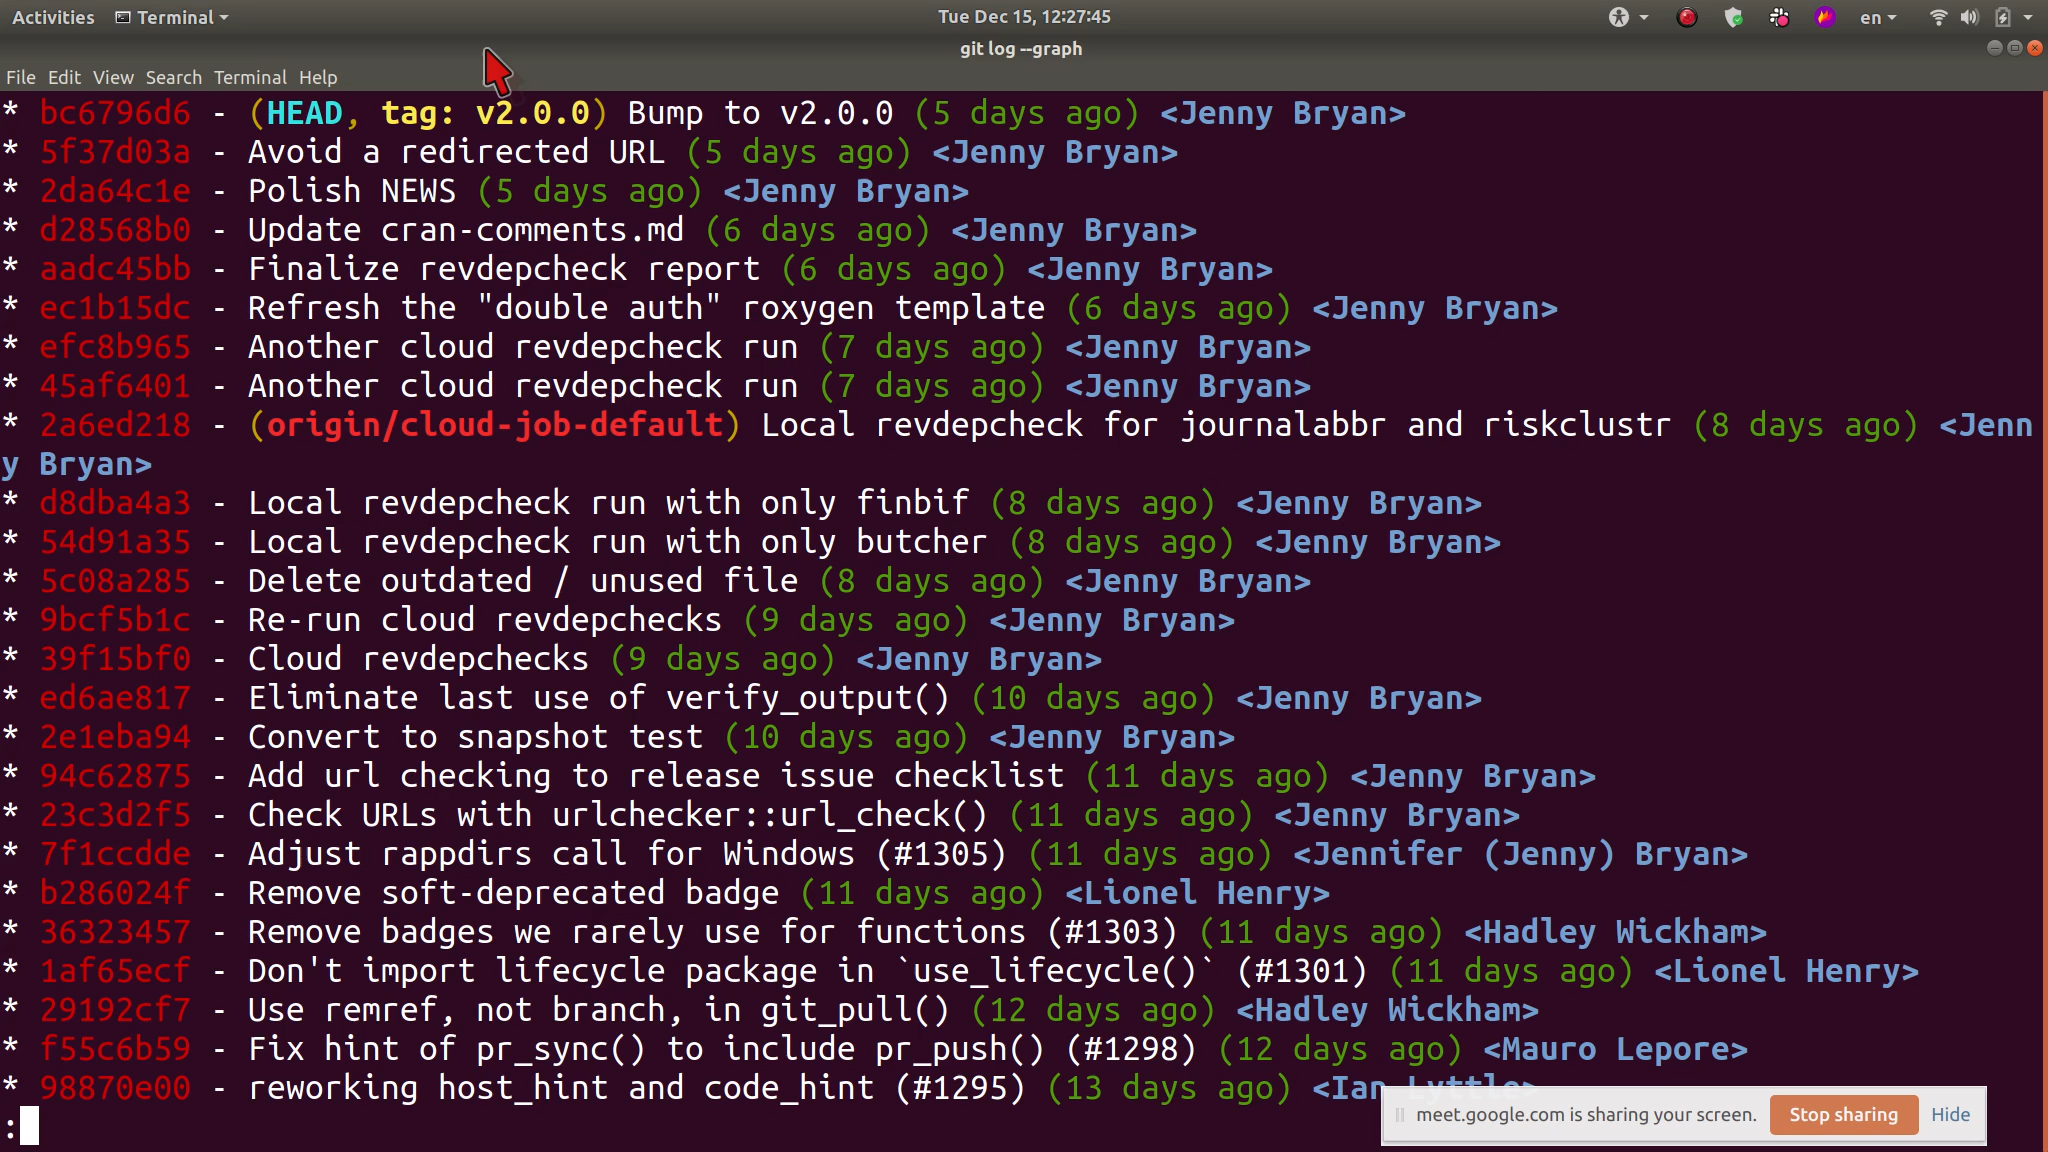 Activities Terminal Tue Dec 15, 12:27:45 en
git log --graph
File Edit View Search Terminal Help
* bc6796d6 - (HEAD, tag: v2.0.0) Bump to v2.0.0 (5 days ago) <Jenny Bryan>
* 5f37d03a - Avoid a redirected URL (5 days ago) <Jenny Bryan>
* 2da64c1e - Polish NEWS (5 days ago) <Jenny Bryan>
* d28568b0 - Update cran-comments.md (6 days ago) <Jenny Bryan>
* aadc45bb - Finalize revdepcheck report (6 days ago) <Jenny Bryan>
* ec1b15dc - Refresh the "double auth" roxygen template (6 days ago) <Jenny Bryan>
* efc8b965 - Another cloud revdepcheck run (7 days ago) <Jenny Bryan>
* 45af6401 - Another cloud revdepcheck run (7 days ago) <Jenny Bryan>
* 2a6ed218 - (origin/cloud-job-default) Local revdepcheck for journalabbr and riskclustr (8 days ago) <Jenn
y Bryan>
* d8dba4a3 - Local revdepcheck run with only finbif (8 days ago) <Jenny Bryan>
* 54d91a35 - Local revdepcheck run with only butcher (8 days ago) <Jenny Bryan>
* 5c08a285 - Delete outdated / unused file (8 days ago) <Jenny Bryan>
* 9bcf5b1c - Re-run cloud revdepchecks (9 days ago) <Jenny Bryan>
* 39f15bf0 - Cloud revdepchecks (9 days ago) <Jenny Bryan>
* ed6ae817 - Eliminate last use of verify_output() (10 days ago) <Jenny Bryan>
* 2e1eba94 - Convert to snapshot test (10 days ago) <Jenny Bryan>
* 94c62875 - Add url checking to release issue checklist (11 days ago) <Jenny Bryan>
* 23c3d2f5 - Check URLs with urlchecker::url_check() (11 days ago) <Jenny Bryan>
* 7f1ccdde - Adjust rappdirs call for Windows (#1305) (11 days ago) <Jennifer (Jenny) Bryan>
* b286024f - Remove soft-deprecated badge (11 days ago) <Lionel Henry>
* 36323457 - Remove badges we rarely use for functions (#1303) (11 days ago) <Hadley Wickham>
* 1af65ecf - Don't import lifecycle package in `use_lifecycle()` (#1301) (11 days ago) <Lionel Henry>
* 29192cf7 - Use remref, not branch, in git_pull() (12 days ago) <Hadley Wickham>
* f55c6b59 - Fix hint of pr_sync() to include pr_push() (#1298) (12 days ago) <Mauro Lepore>
* 98870e00 - reworking host_hint and code_hint (#1295) (13 days ago) <Ian Lyttle>
meet.google.com is sharing your screen. Stop sharing Hide
: